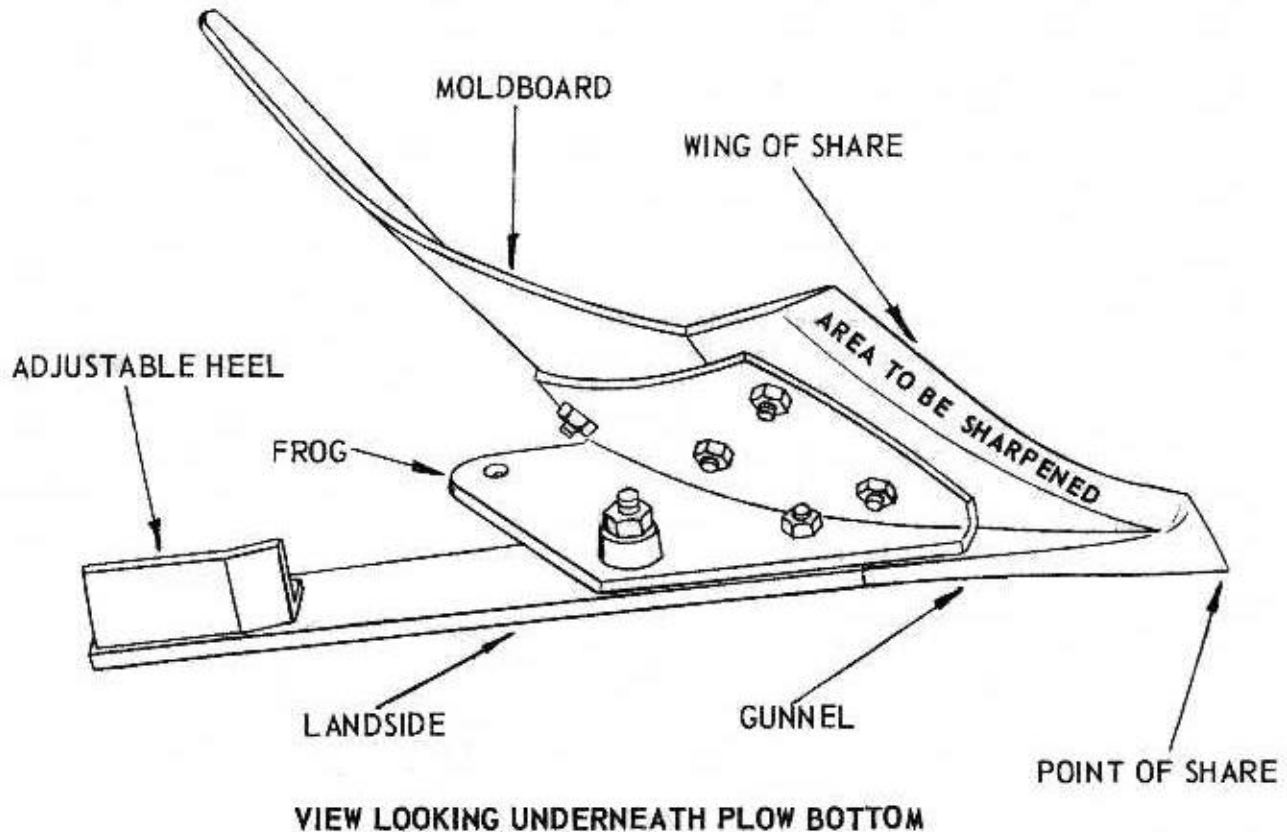 MOLDBOARD
WING OF SHARE
AREA TO BE SHARPENED
ADJUSTABLE HEEL
FROG
LANDSIDE
GUNNEL
POINT OF SHARE
VIEW LOOKING UNDERNEATH PLOW BOTTOM